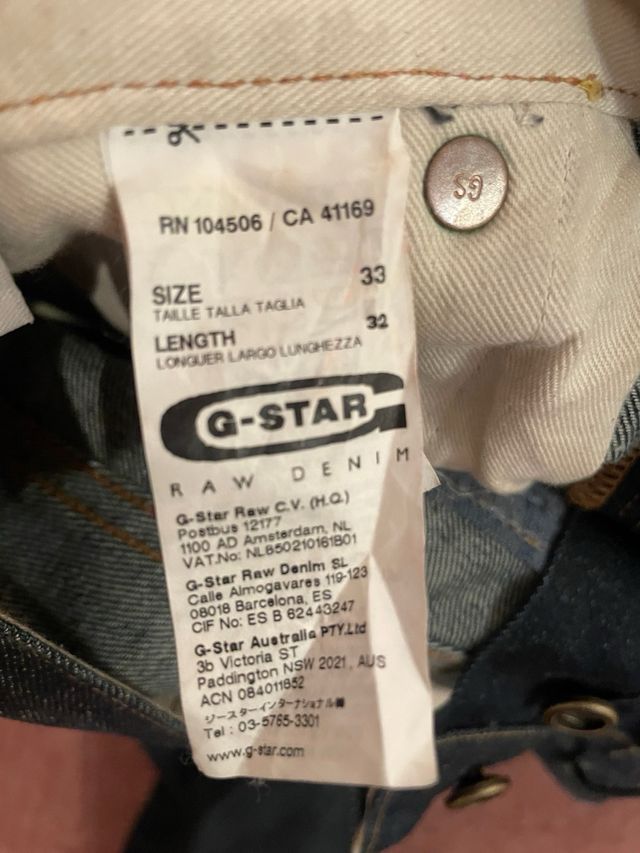 RN 104506 / CA 41169
SIZE 33
TAILLE TALLA TAGLIA
LENGTH 32
LONGUER LARGO LUNGHEZZA
G-STAR
RAW DENIM
G-Star Raw C.V. (H.Q.)
Postbus 12177
1100 AD Amsterdam, NL
VAT.No: NL850210161B01
G-Star Raw Denim SL
Calle Almogavares 119-123
08018 Barcelona, ES
CIF No: ES B 62443247
G-Star Australia PTY.Ltd
3b Victoria ST
Paddington NSW 2021, AUS
ACN 084011652
ジースターインターナショナル㈱
Tel : 03-5765-3301
www.g-star.com
GS